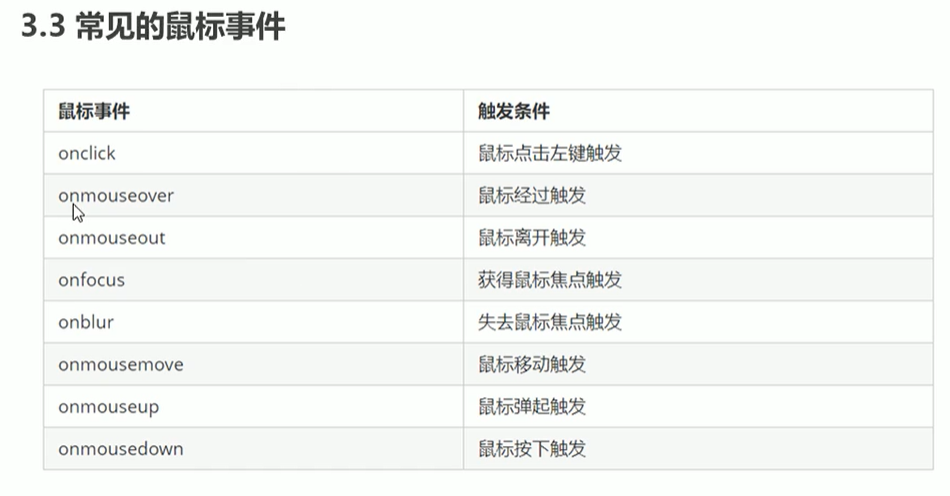 3.3 常见的鼠标事件
鼠标事件 触发条件
onclick 鼠标点击左键触发
onmouseover 鼠标经过触发
onmouseout 鼠标离开触发
onfocus 获得鼠标焦点触发
onblur 失去鼠标焦点触发
onmousemove 鼠标移动触发
onmouseup 鼠标弹起触发
onmousedown 鼠标按下触发